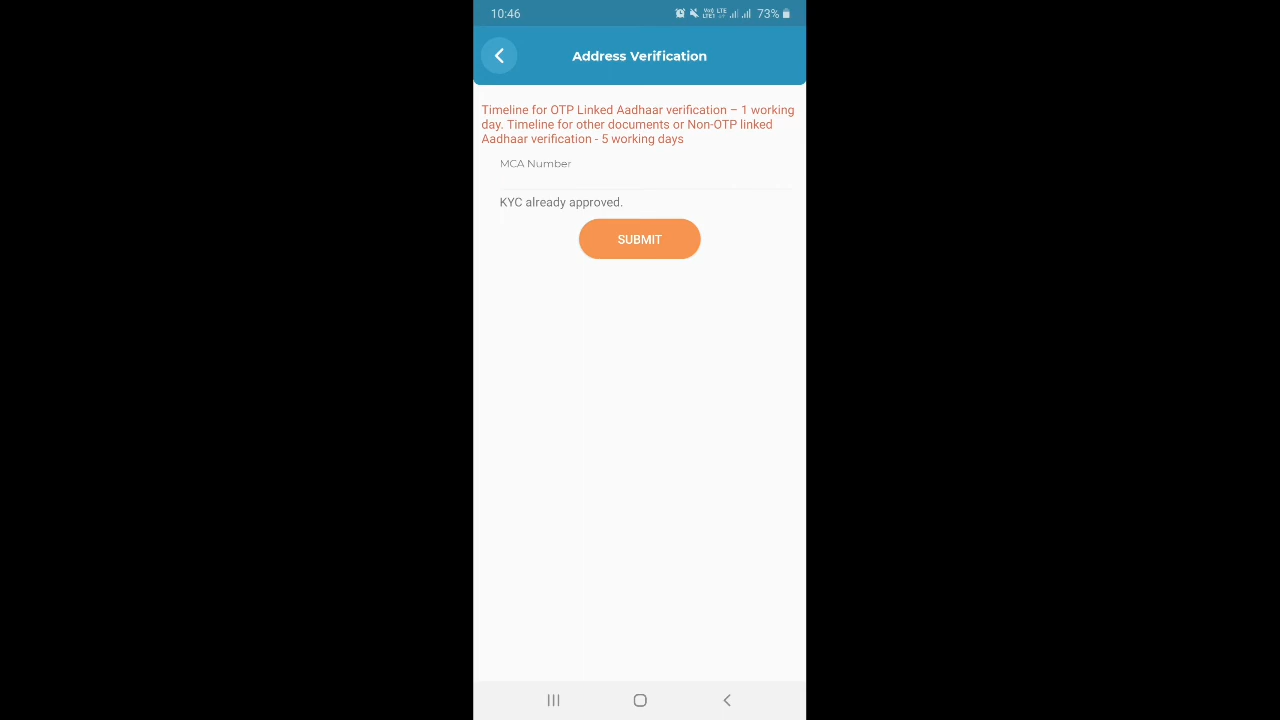 10:46
73%
Address Verification
Timeline for OTP Linked Aadhaar verification – 1 working
day. Timeline for other documents or Non-OTP linked
Aadhaar verification - 5 working days
MCA Number
KYC already approved.
SUBMIT